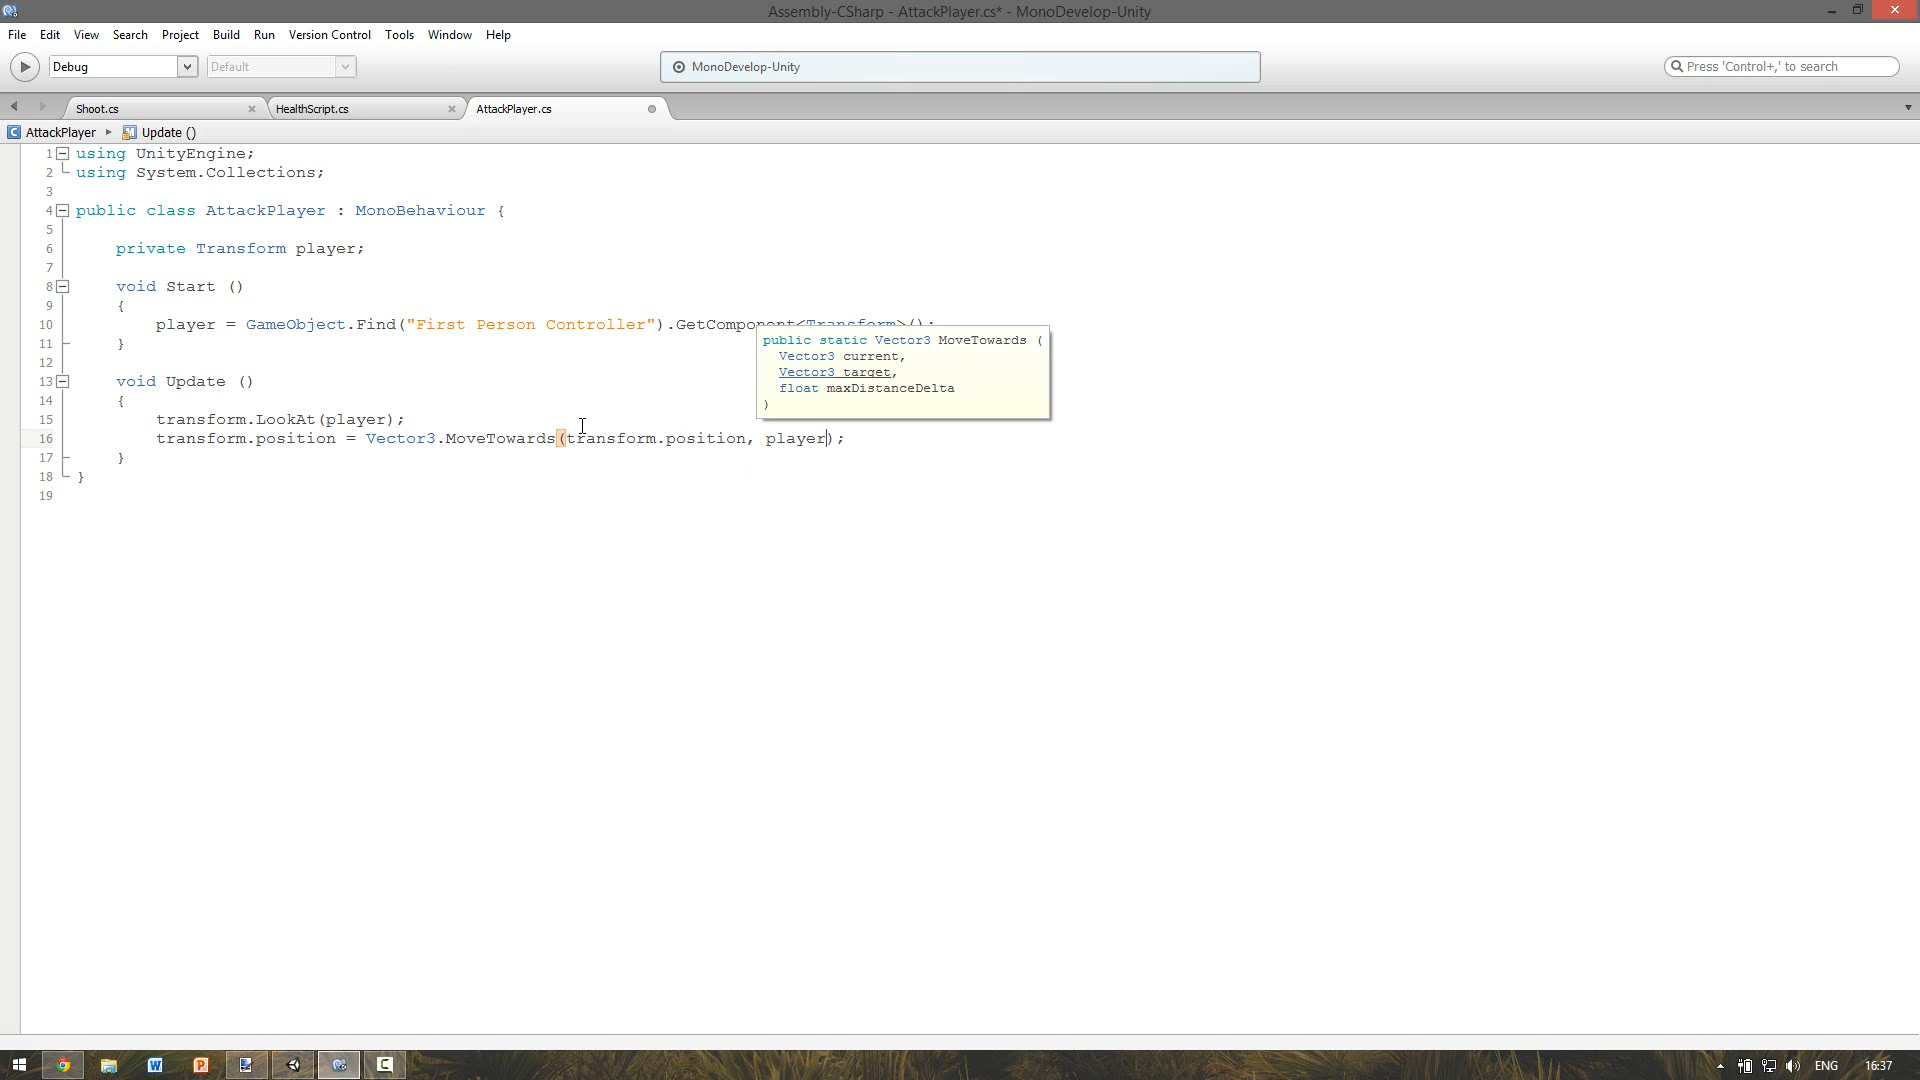 Assembly-CSharp - AttackPlayer.cs* - MonoDevelop-Unity
File Edit View Search Project Build Run Version Control Tools Window Help
Debug Default MonoDevelop-Unity Press 'Control+,' to search
Shoot.cs HealthScript.cs AttackPlayer.cs
AttackPlayer Update ()
1 using UnityEngine;
2 using System.Collections;
3
4 public class AttackPlayer : MonoBehaviour {
5
6 private Transform player;
7
8 void Start ()
9 {
10 player = GameObject.Find("First Person Controller").GetComponent<Transform>();
11 }
12
13 void Update ()
14 {
15 transform.LookAt(player);
16 transform.position = Vector3.MoveTowards(transform.position, player);
17 }
18 }
19
public static Vector3 MoveTowards (
Vector3 current,
Vector3 target,
float maxDistanceDelta
)
ENG 16:37